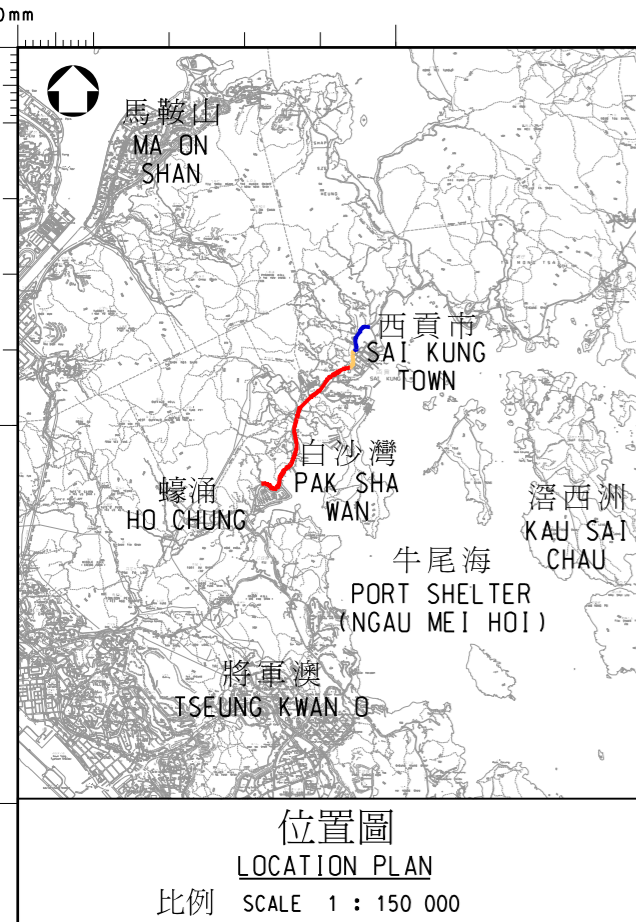 0mm
馬鞍山
MA ON
SHAN
西貢市
SAI KUNG
TOWN
SAI KUNG
白沙灣
PAK SHA
WAN
蠔涌
HO CHUNG
滘西洲
KAU SAI
CHAU
牛尾海
PORT SHELTER
(NGAU MEI HOI)
將軍澳
TSEUNG KWAN O
位置圖
LOCATION PLAN
比例 SCALE 1 : 150 000